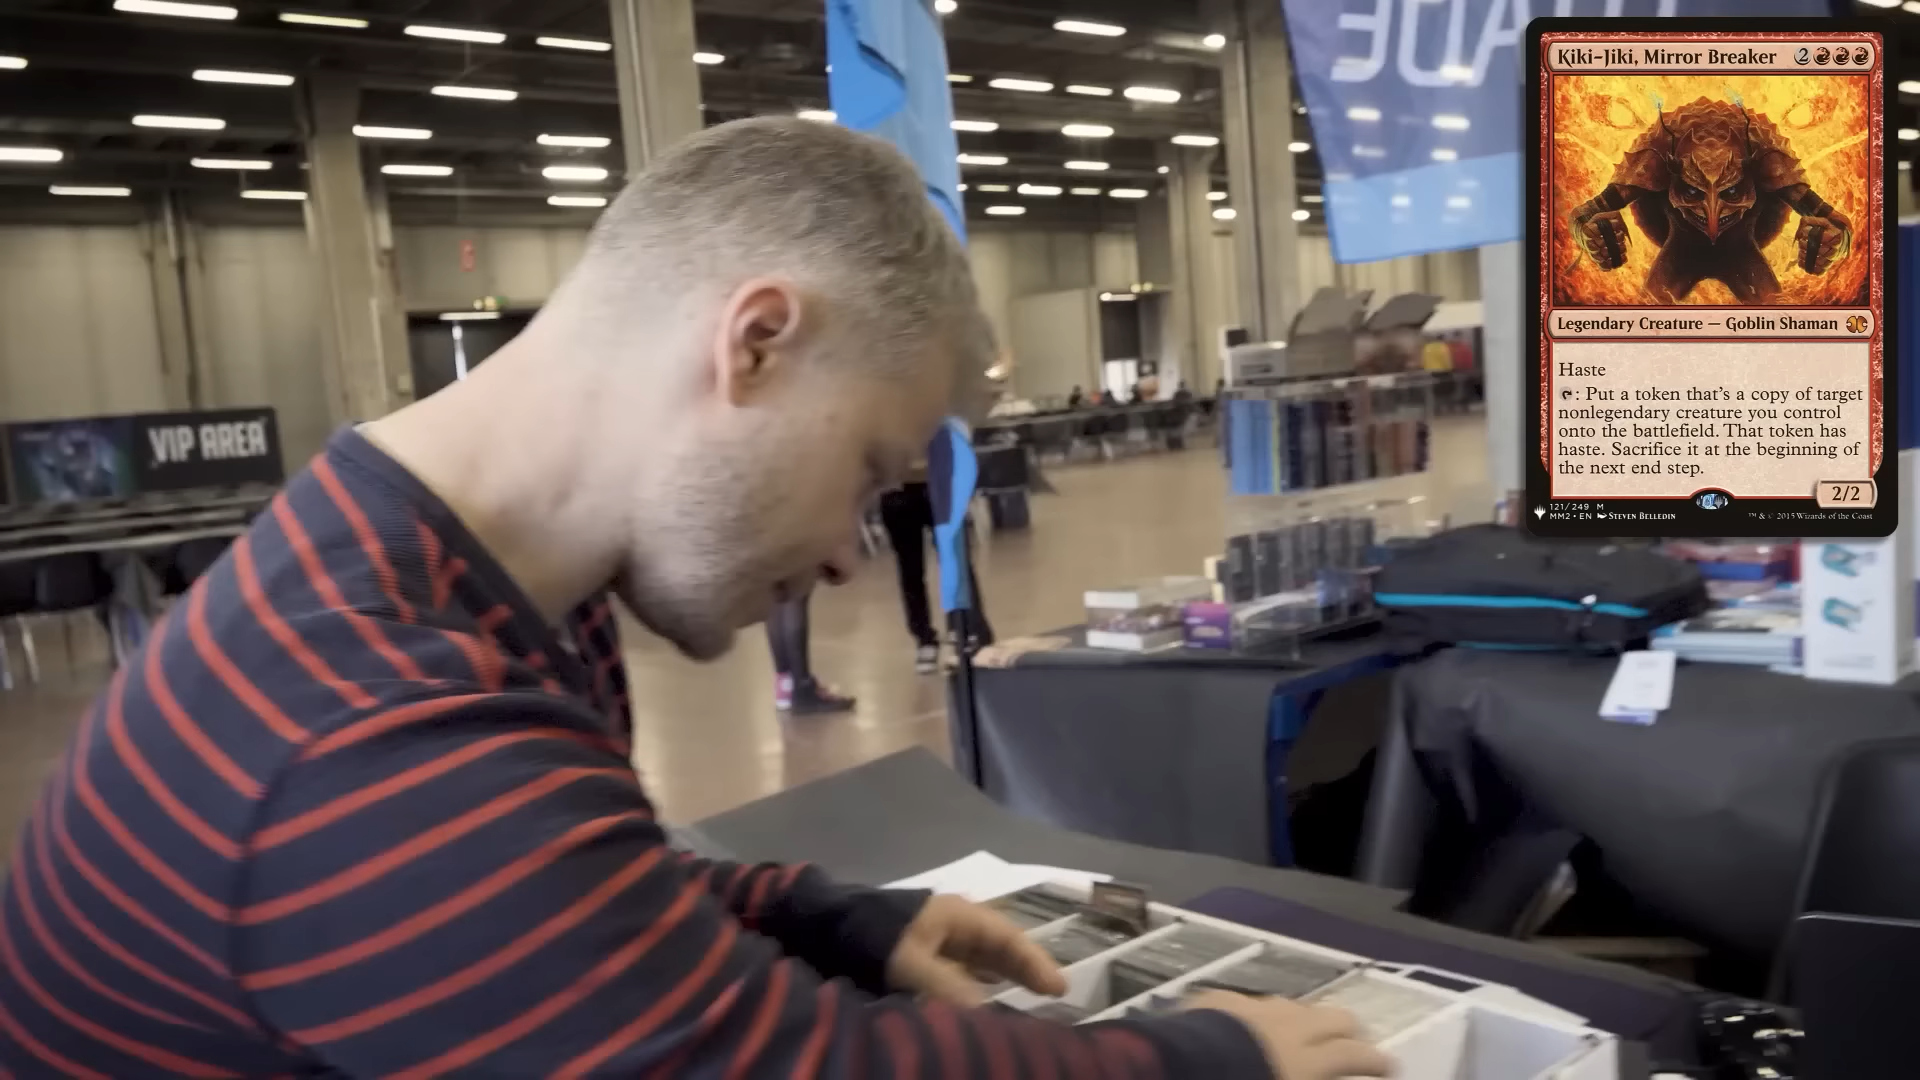 VIP AREA
Kiki-Jiki, Mirror Breaker 2
Legendary Creature — Goblin Shaman
Haste
: Put a token that's a copy of target
nonlegendary creature you control
onto the battlefield. That token has
haste. Sacrifice it at the beginning of
the next end step.
2/2
121/249 M
MM2 • EN Steven Belledin
™ & © 2015 Wizards of the Coast